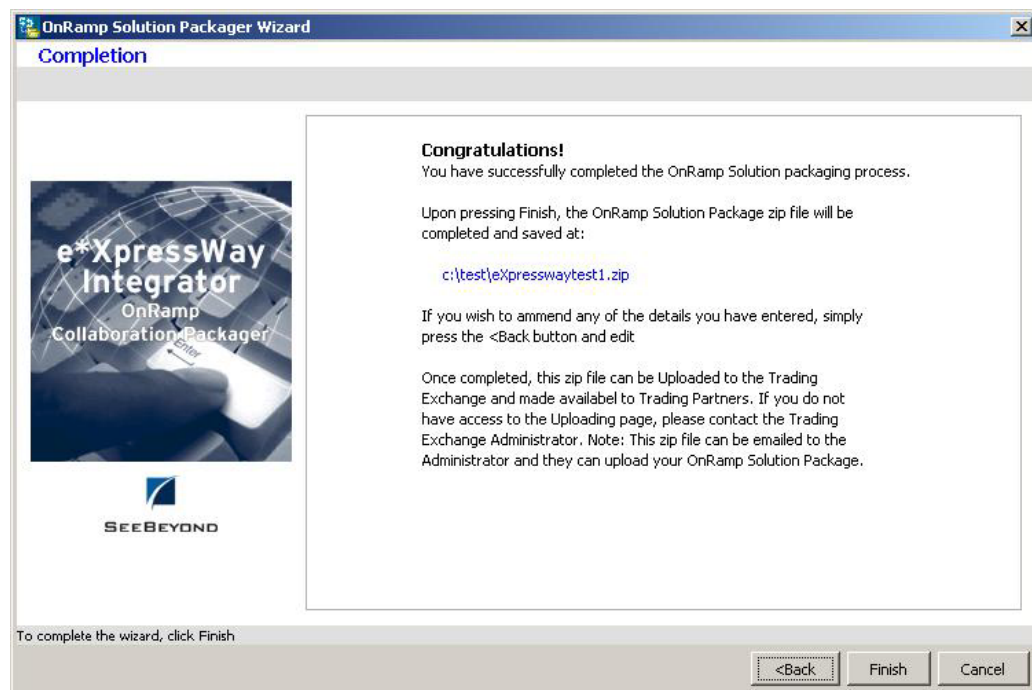 OnRamp Solution Packager Wizard
Completion
e*XpressWay
Integrator
OnRamp
Collaboration Packager
Enter
SEEBEYOND
Congratulations!
You have successfully completed the OnRamp Solution packaging process.
Upon pressing Finish, the OnRamp Solution Package zip file will be
completed and saved at:
c:\test\eXpresswaytest1.zip
If you wish to ammend any of the details you have entered, simply
press the <Back button and edit
Once completed, this zip file can be Uploaded to the Trading
Exchange and made availabel to Trading Partners. If you do not
have access to the Uploading page, please contact the Trading
Exchange Administrator. Note: This zip file can be emailed to the
Administrator and they can upload your OnRamp Solution Package.
To complete the wizard, click Finish
<Back
Finish
Cancel